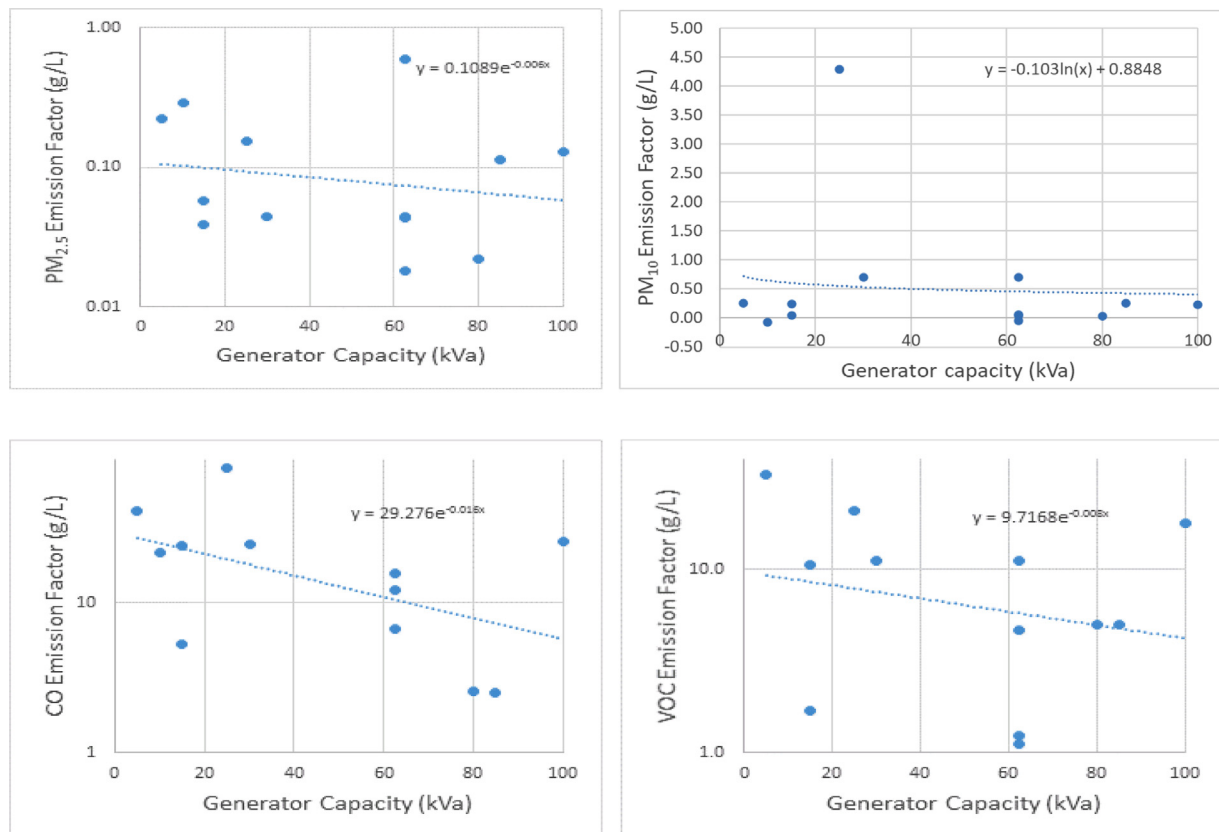 PM2.5 Emission Factor (g/L)
1.00
0.10
0.01
y = 0.1089e-0.006x
0 20 40 60 80 100
Generator Capacity (kVa)
PM10 Emission Factor (g/L)
5.00
4.50
4.00
3.50
3.00
2.50
2.00
1.50
1.00
0.50
0.00
-0.50
y = -0.103ln(x) + 0.8848
0 20 40 60 80 100
Generator capacity (kVa)
CO Emission Factor (g/L)
10
1
y = 29.276e-0.016x
0 20 40 60 80 100
Generator Capacity (kVa)
VOC Emission Factor (g/L)
10.0
1.0
y = 9.7168e-0.008x
0 20 40 60 80 100
Generator Capacity (kVa)